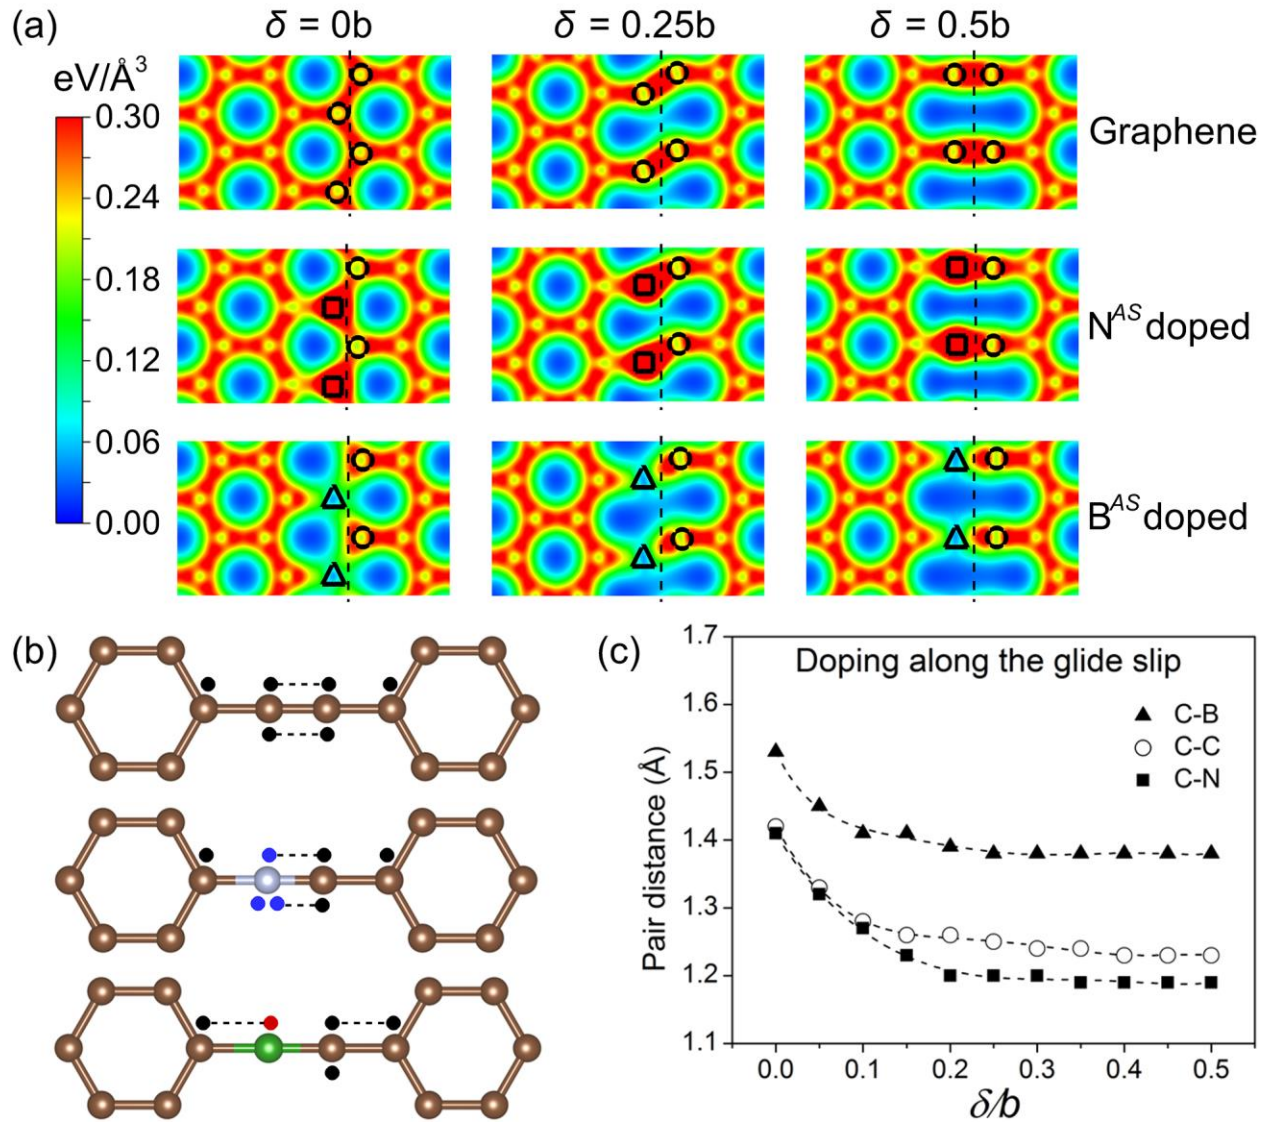 (a)
δ = 0b δ = 0.25b δ = 0.5b
eV/Å³
0.30
0.24
0.18
0.12
0.06
0.00
Graphene
N^AS doped
B^AS doped
(b)
(c)
Doping along the glide slip
C-B
C-C
C-N
Pair distance (Å)
1.7
1.6
1.5
1.4
1.3
1.2
1.1
0.0 0.1 0.2 0.3 0.4 0.5
δ/b